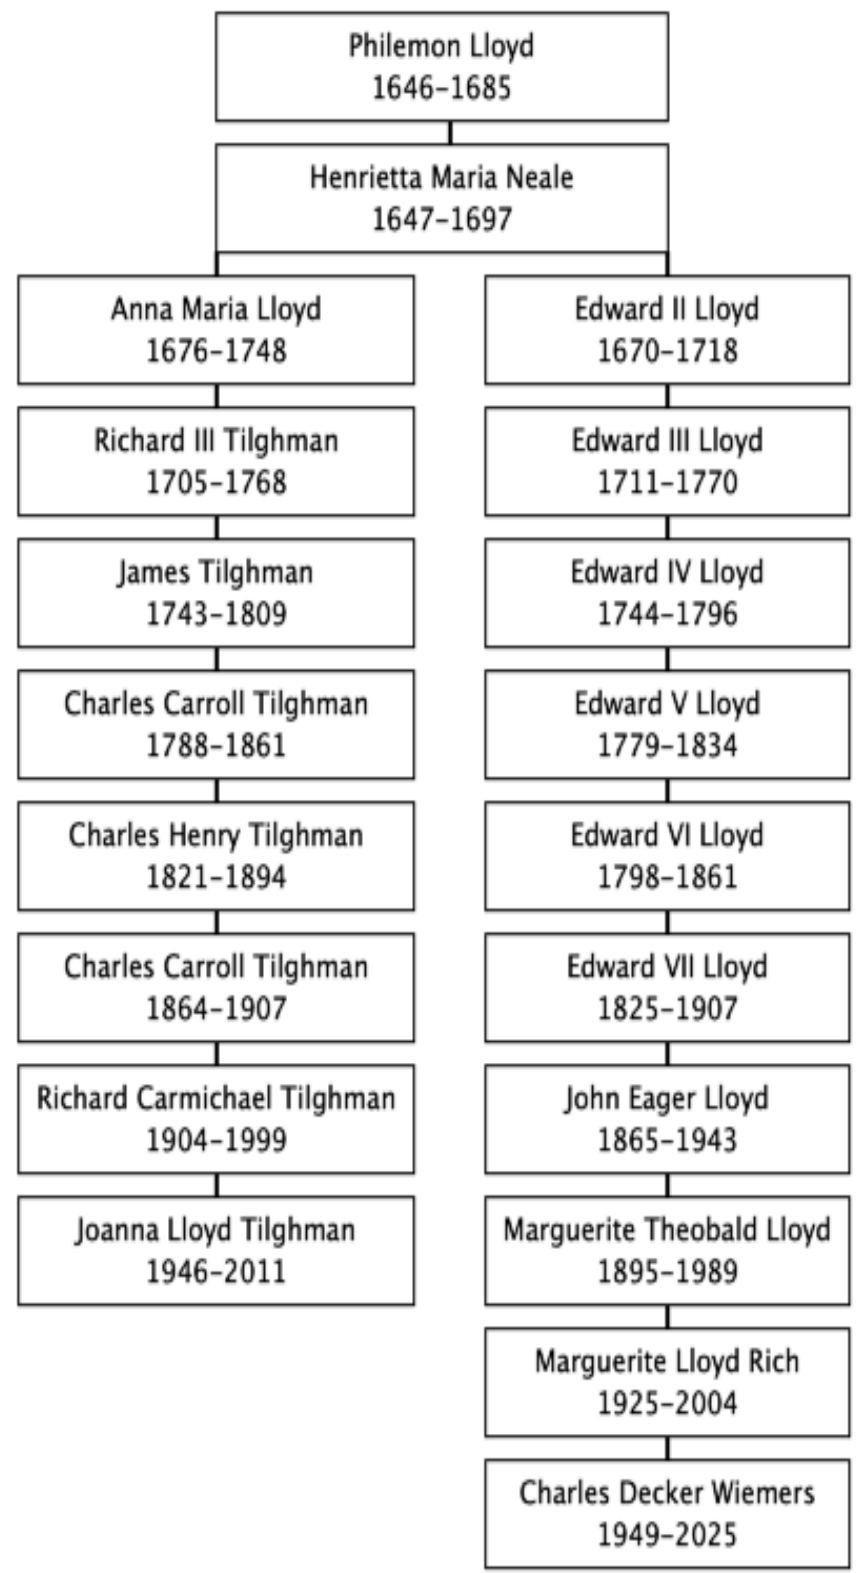 Philemon Lloyd
1646–1685
Henrietta Maria Neale
1647–1697
Anna Maria Lloyd
1676–1748
Richard III Tilghman
1705–1768
James Tilghman
1743–1809
Charles Carroll Tilghman
1788–1861
Charles Henry Tilghman
1821–1894
Charles Carroll Tilghman
1864–1907
Richard Carmichael Tilghman
1904–1999
Joanna Lloyd Tilghman
1946–2011
Edward II Lloyd
1670–1718
Edward III Lloyd
1711–1770
Edward IV Lloyd
1744–1796
Edward V Lloyd
1779–1834
Edward VI Lloyd
1798–1861
Edward VII Lloyd
1825–1907
John Eager Lloyd
1865–1943
Marguerite Theobald Lloyd
1895–1989
Marguerite Lloyd Rich
1925–2004
Charles Decker Wiemers
1949–2025